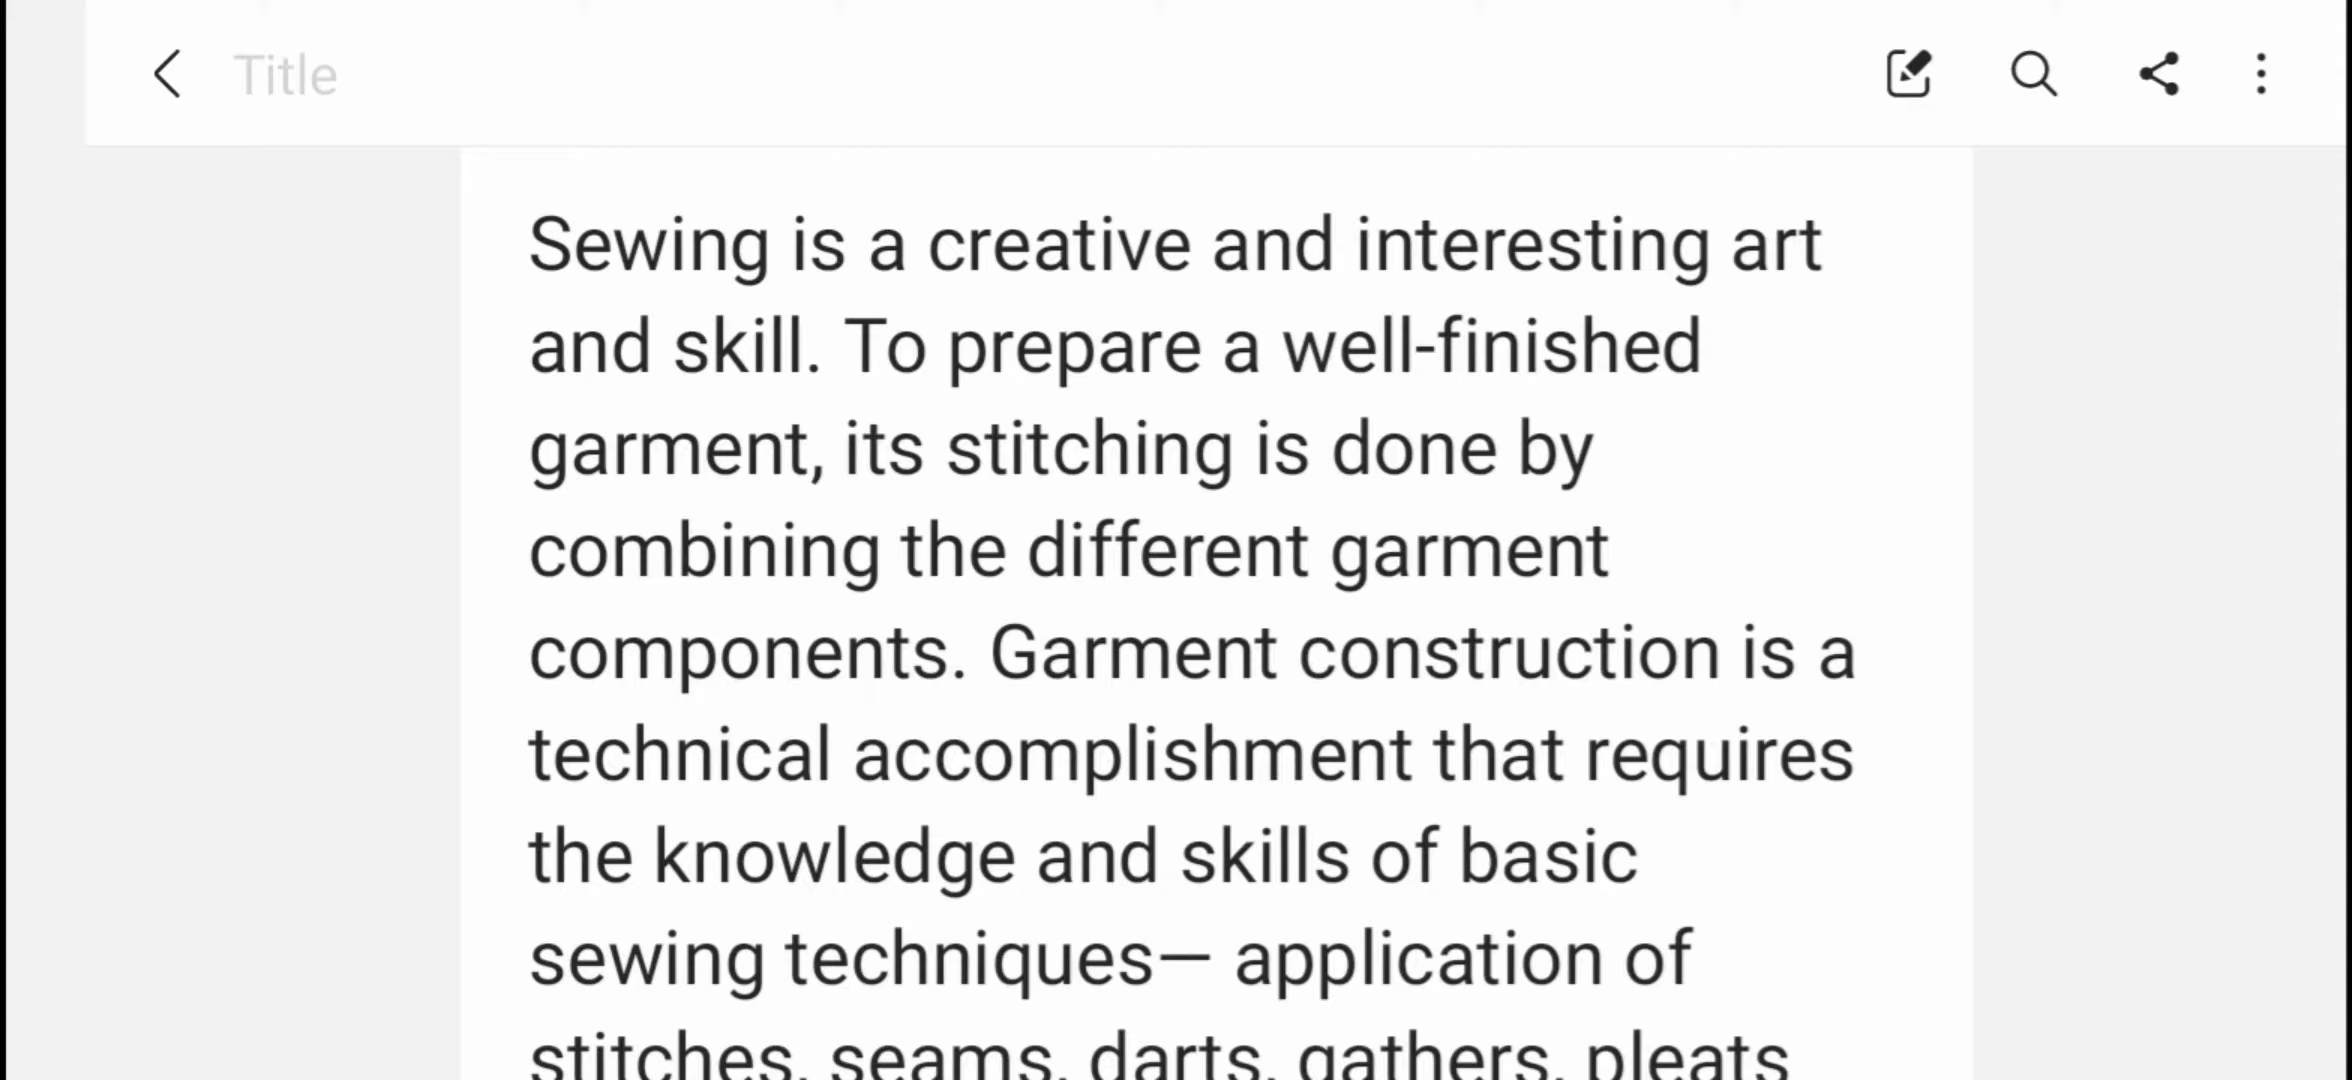 Title
Sewing is a creative and interesting art
and skill. To prepare a well-finished
garment, its stitching is done by
combining the different garment
components. Garment construction is a
technical accomplishment that requires
the knowledge and skills of basic
sewing techniques— application of
stitches, seams, darts, gathers, pleats